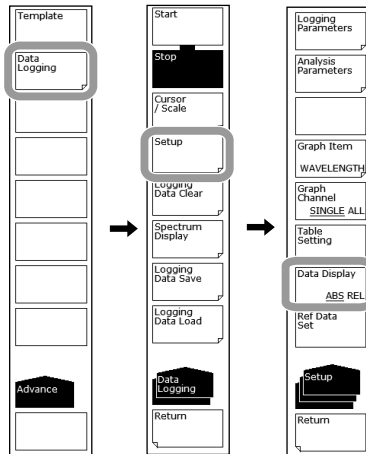 Template
Data
Logging
Advance
Start
Stop
Cursor
/ Scale
Setup
Logging
Data Clear
Spectrum
Display
Logging
Data Save
Logging
Data Load
Data
Logging
Return
Logging
Parameters
Analysis
Parameters
Graph Item
WAVELENGTH
Graph
Channel
SINGLE ALL
Table
Setting
Data Display
ABS REL
Ref Data
Set
Setup
Return